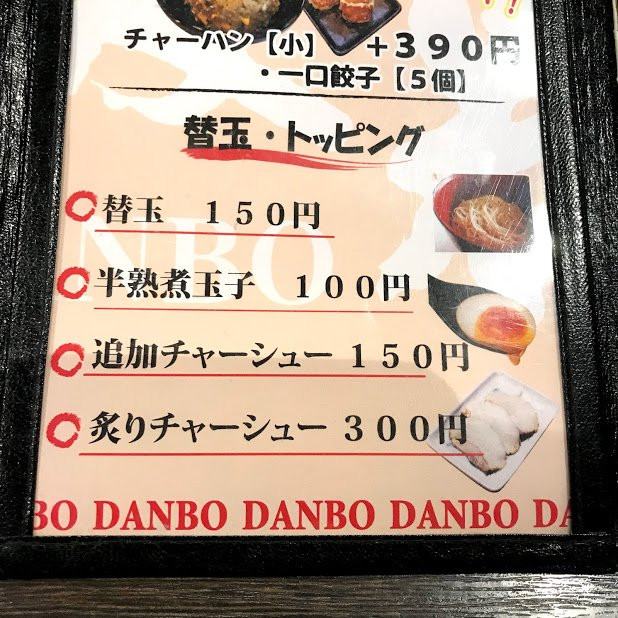 チャーハン【小】 ＋３９０円
・一口餃子【５個】
替玉・トッピング
替玉 １５０円
半熟煮玉子 １００円
追加チャーシュー １５０円
炙りチャーシュー ３００円
NBO
BO DANBO DANBO DANBO DA